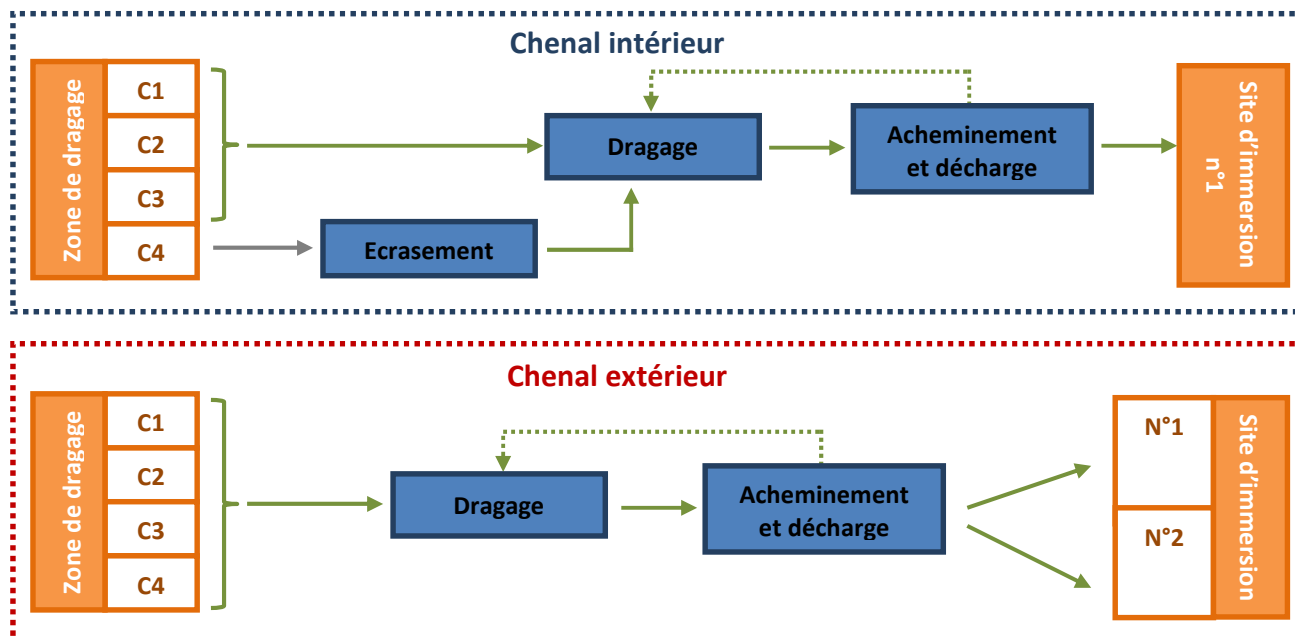 Chenal intérieur
Zone de dragage
C1
C2
C3
C4
Ecrasement
Dragage
Acheminement
et décharge
Site d'immersion
n°1
Chenal extérieur
Zone de dragage
C1
C2
C3
C4
Dragage
Acheminement
et décharge
N°1
N°2
Site d'immersion